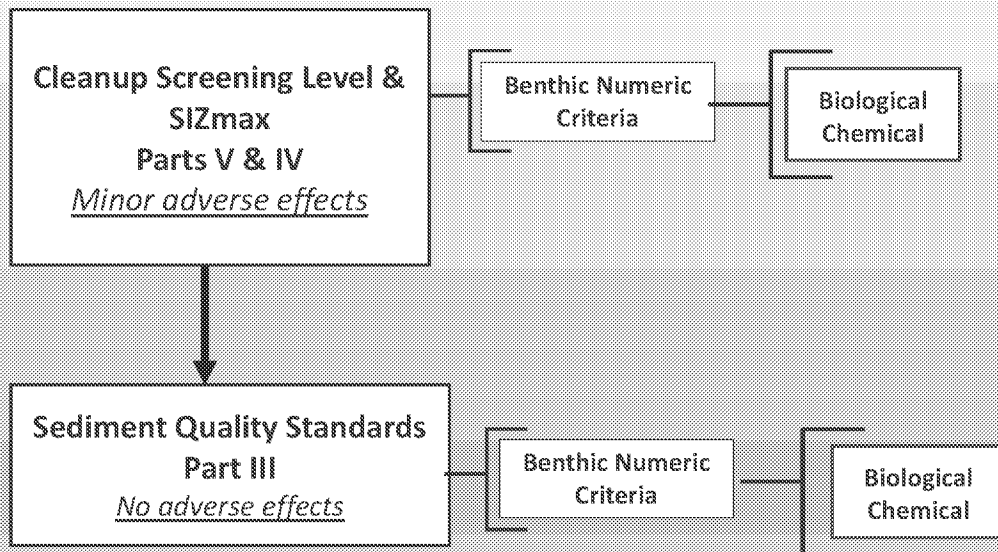 Cleanup Screening Level &
SIZmax
Parts V & IV
Minor adverse effects
Benthic Numeric
Criteria
Biological
Chemical
Sediment Quality Standards
Part III
No adverse effects
Benthic Numeric
Criteria
Biological
Chemical